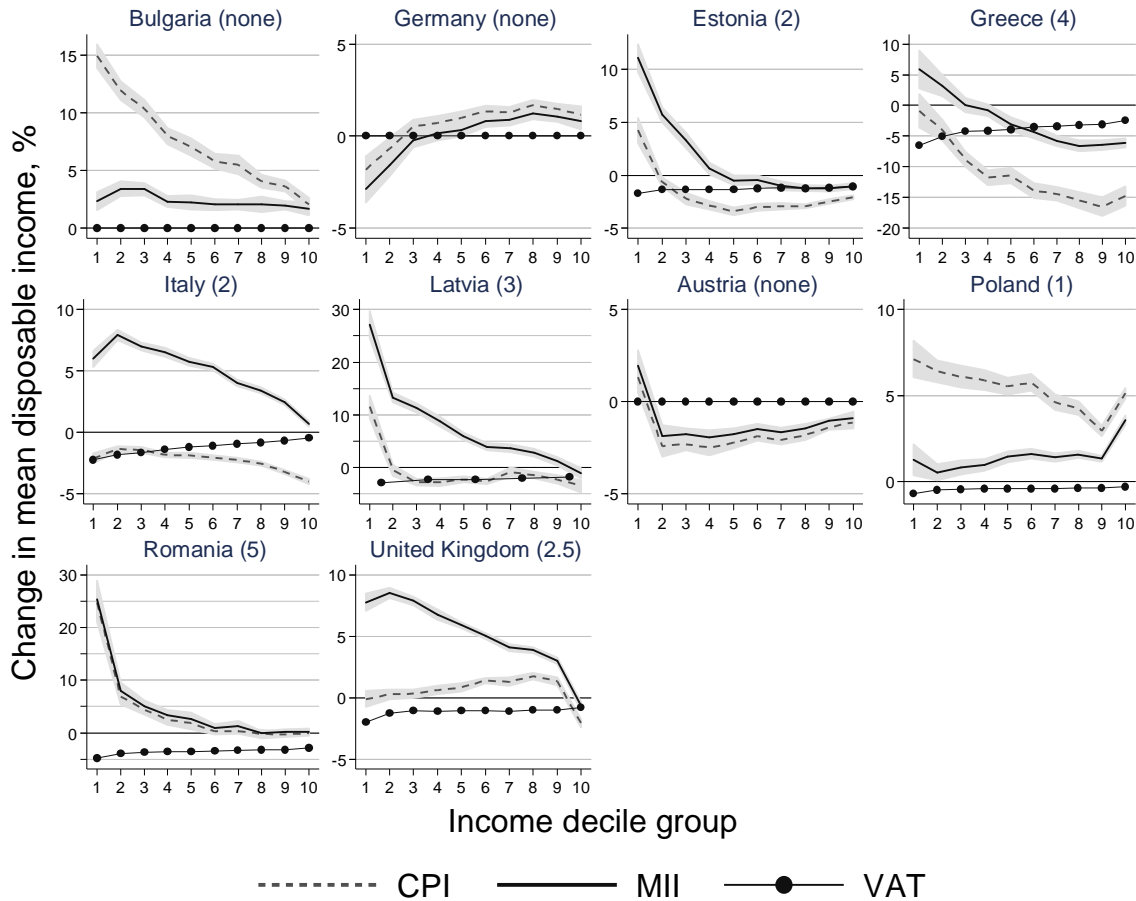 Change in mean disposable income, %
Bulgaria (none)
15
10
5
0
1 2 3 4 5 6 7 8 9 10
Germany (none)
5
0
-5
1 2 3 4 5 6 7 8 9 10
Estonia (2)
10
5
0
-5
1 2 3 4 5 6 7 8 9 10
Greece (4)
10
5
0
-5
-10
-15
-20
1 2 3 4 5 6 7 8 9 10
Italy (2)
10
5
0
-5
1 2 3 4 5 6 7 8 9 10
Latvia (3)
30
20
10
0
1 2 3 4 5 6 7 8 9 10
Austria (none)
5
0
-5
1 2 3 4 5 6 7 8 9 10
Poland (1)
10
5
0
1 2 3 4 5 6 7 8 9 10
Romania (5)
30
20
10
0
1 2 3 4 5 6 7 8 9 10
United Kingdom (2.5)
10
5
0
-5
1 2 3 4 5 6 7 8 9 10
Income decile group
CPI MII VAT